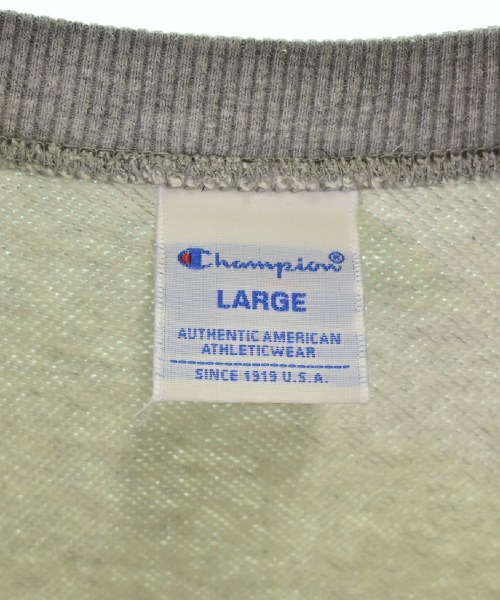 Champion®
LARGE
AUTHENTIC AMERICAN
ATHLETICWEAR
SINCE 1919 U.S.A.